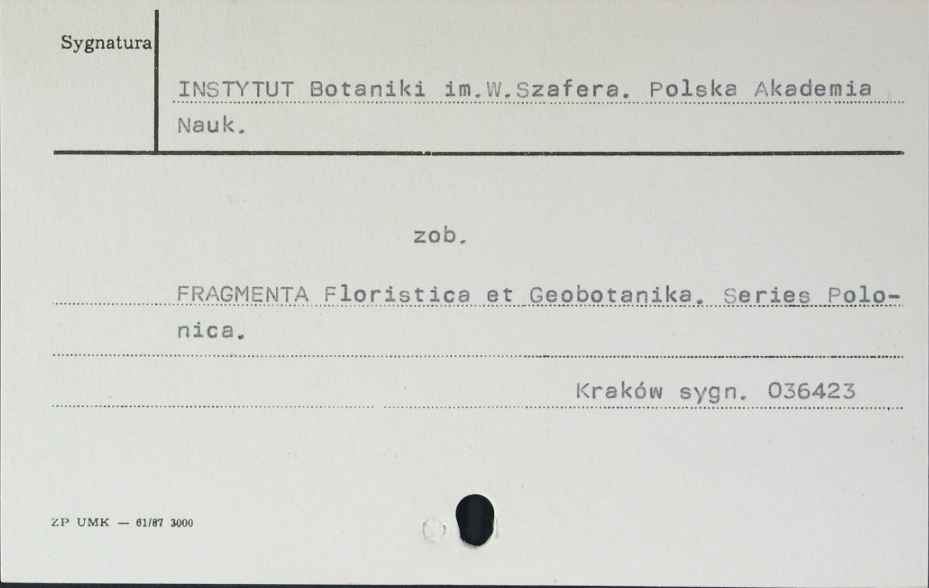 Sygnatura
INSTYTUT Botaniki im.W.Szafera. Polska Akademia
Nauk.
zob.
FRAGMENTA Floristica et Geobotanika. Series Polo-
nica.
Kraków sygn. 036423
ZP UMK — 61/87 3000